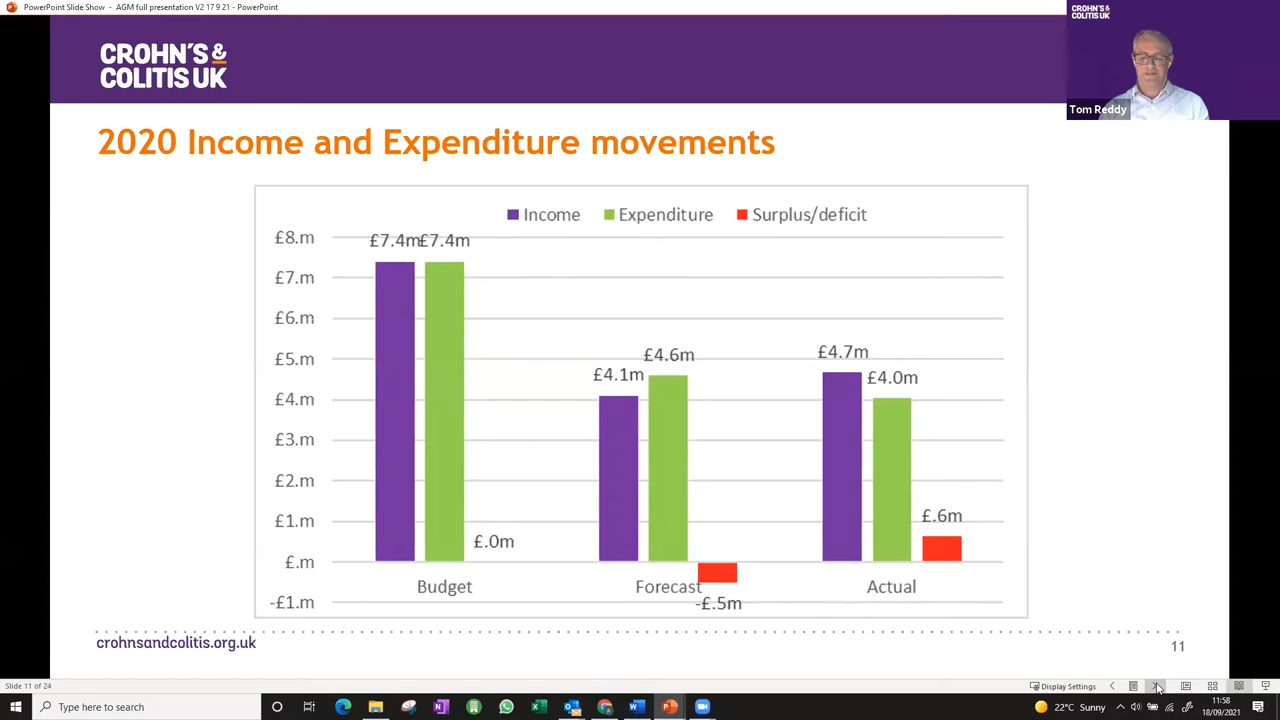 PowerPoint Slide Show - AGM full presentation V2 17 9 21 - PowerPoint
CROHN'S &
COLITIS UK
CROHN'S &
COLITIS UK
Tom Reddy
2020 Income and Expenditure movements
Income Expenditure Surplus/deficit
£8.m
£7.m
£6.m
£5.m
£4.m
£3.m
£2.m
£1.m
£.m
-£1.m
£7.4m £7.4m
£.0m
£4.1m £4.6m
-£.5m
£4.7m £4.0m
£.6m
Budget Forecast Actual
crohnsandcolitis.org.uk
11
Slide 11 of 24
Display Settings
Type here to search
22°C Sunny
11:58
18/09/2021